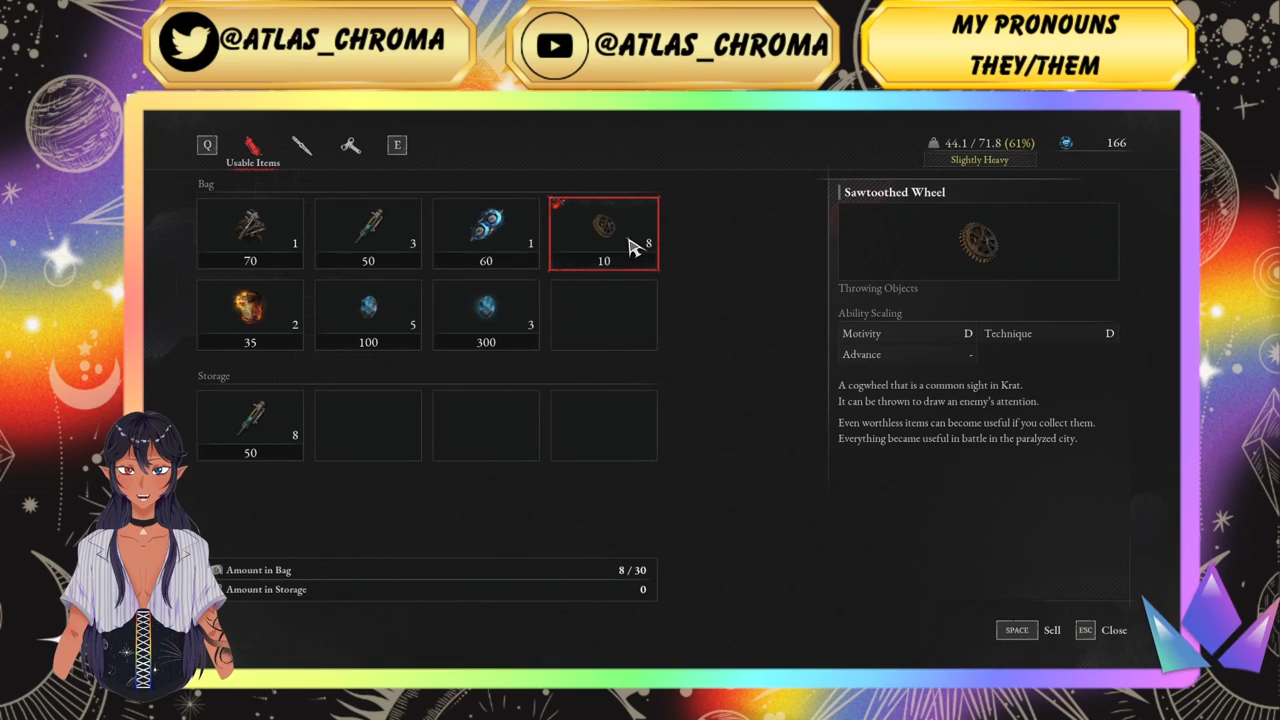 @ATLAS_CHROMA
@ATLAS_CHROMA
MY PRONOUNS
THEY/THEM
Q
E
Usable Items
44.1 / 71.8 (61%)
166
Slightly Heavy
Bag
1
3
1
8
70
50
60
10
2
5
3
35
100
300
Storage
8
50
Amount in Bag 8 / 30
Amount in Storage 0
Sawtoothed Wheel
Throwing Objects
Ability Scaling
Motivity D Technique D
Advance -
A cogwheel that is a common sight in Krat.
It can be thrown to draw an enemy's attention.
Even worthless items can become useful if you collect them.
Everything became useful in battle in the paralyzed city.
SPACE Sell ESC Close